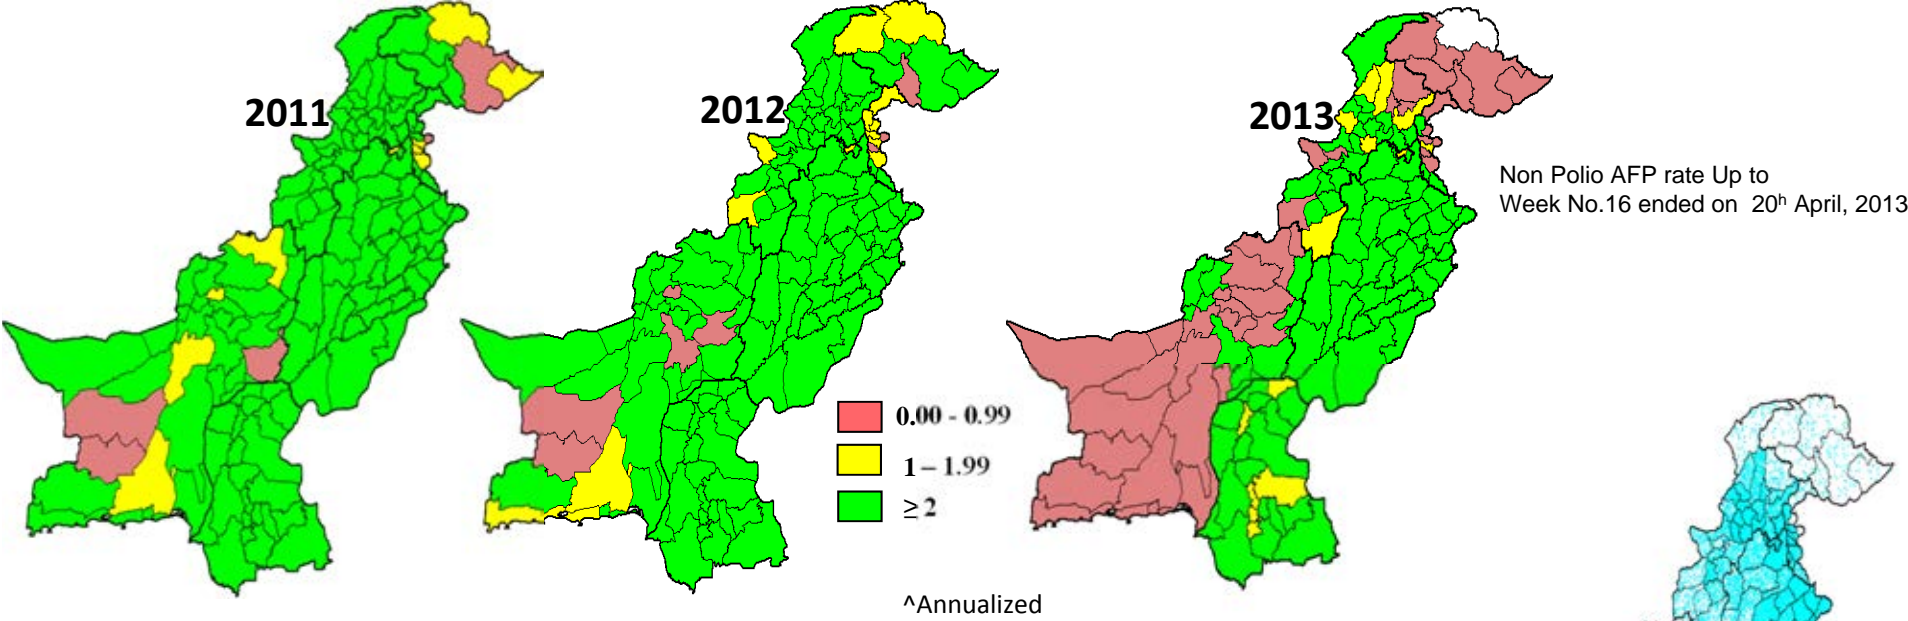 2011
2012
2013
Non Polio AFP rate Up to
Week No.16 ended on 20ʰ April, 2013
0.00 - 0.99
1 – 1.99
≥ 2
^Annualized